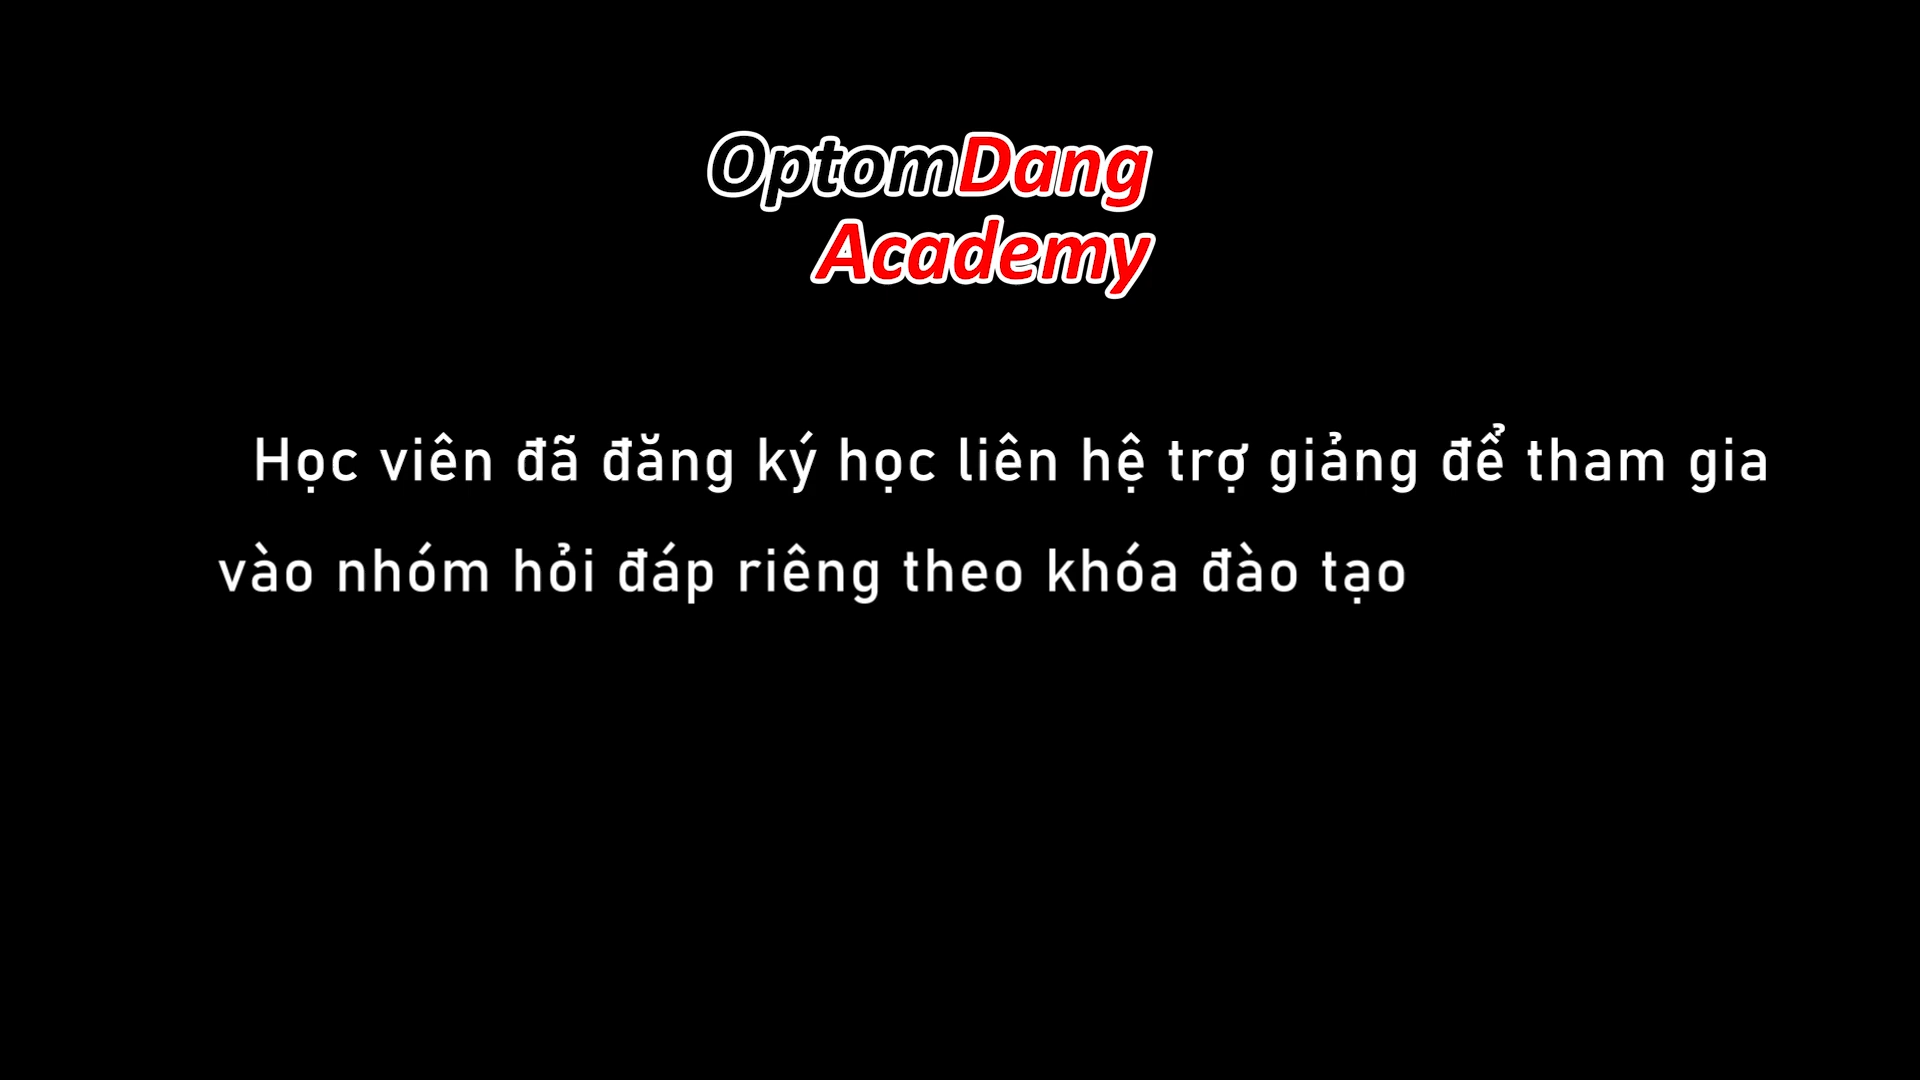 OptomDang
Academy
Học viên đã đăng ký học liên hệ trợ giảng để tham gia
vào nhóm hỏi đáp riêng theo khóa đào tạo